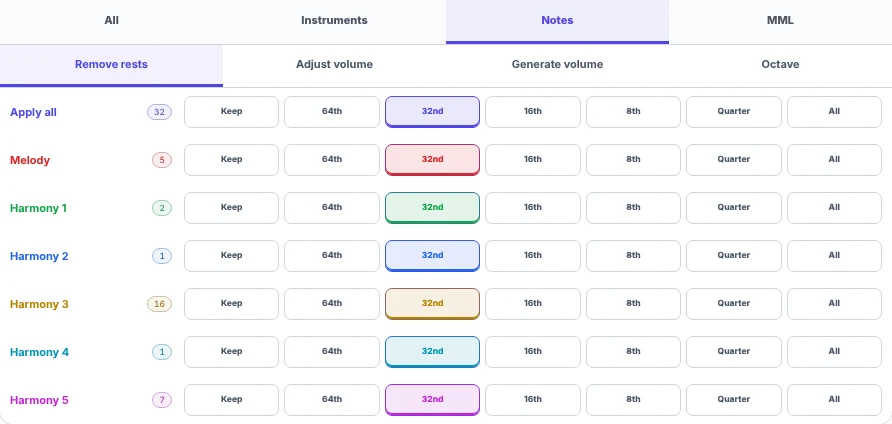 All Instruments Notes MML
Remove rests Adjust volume Generate volume Octave
Apply all 32 Keep 64th 32nd 16th 8th Quarter All
Melody 5 Keep 64th 32nd 16th 8th Quarter All
Harmony 1 2 Keep 64th 32nd 16th 8th Quarter All
Harmony 2 1 Keep 64th 32nd 16th 8th Quarter All
Harmony 3 16 Keep 64th 32nd 16th 8th Quarter All
Harmony 4 1 Keep 64th 32nd 16th 8th Quarter All
Harmony 5 7 Keep 64th 32nd 16th 8th Quarter All